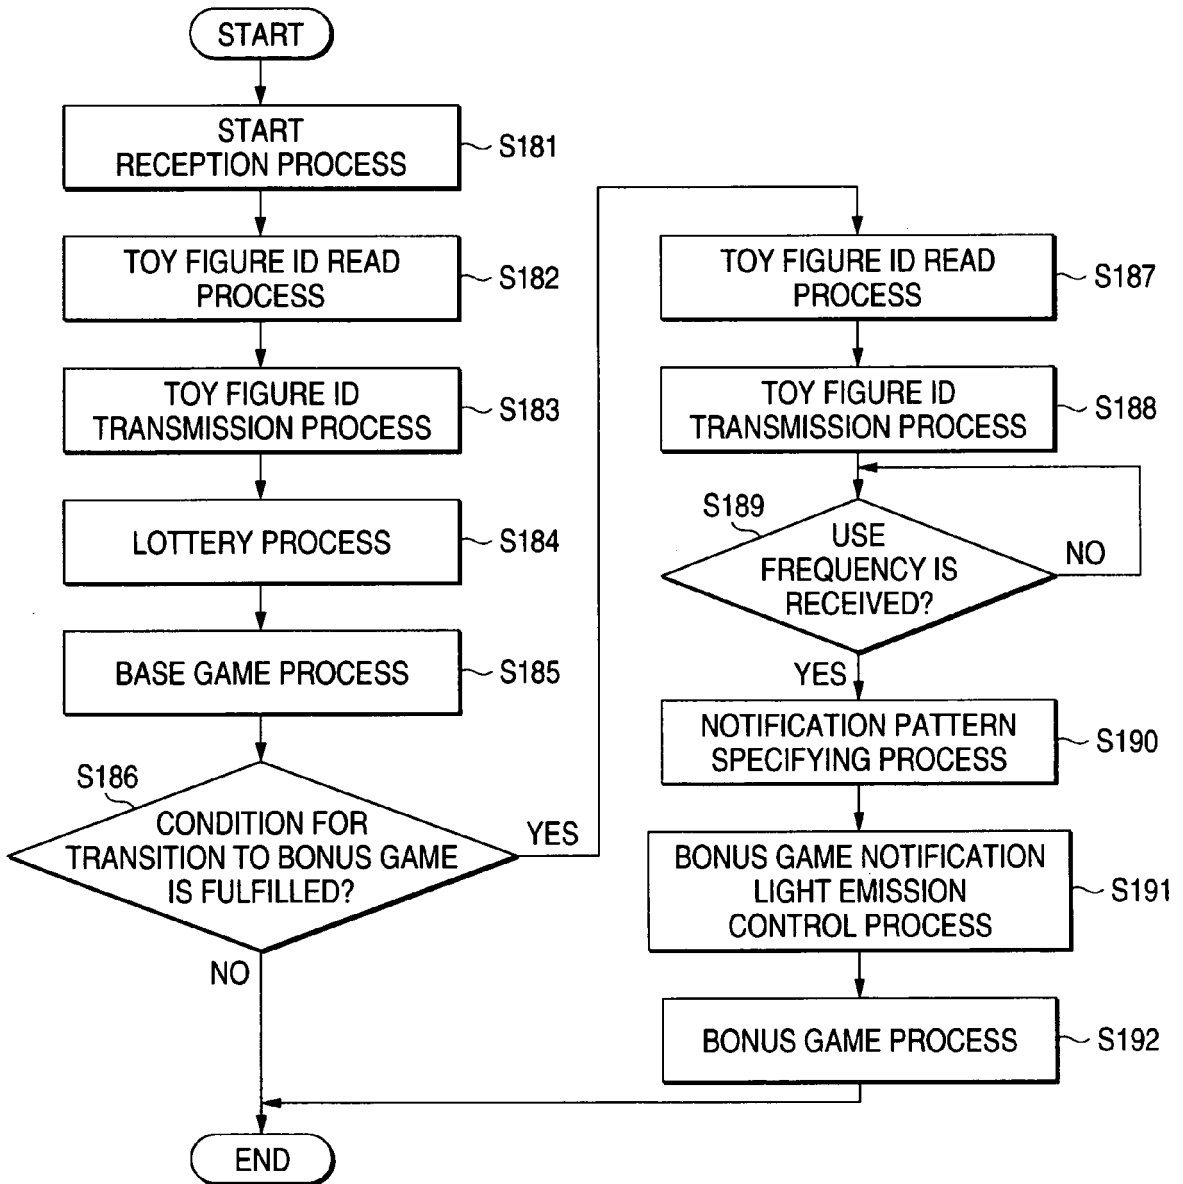 START
START
RECEPTION PROCESS
S181
TOY FIGURE ID READ
PROCESS
S182
TOY FIGURE ID
TRANSMISSION PROCESS
S183
LOTTERY PROCESS
S184
BASE GAME PROCESS
S185
S186
CONDITION FOR
TRANSITION TO BONUS GAME
IS FULFILLED?
YES
NO
TOY FIGURE ID READ
PROCESS
S187
TOY FIGURE ID
TRANSMISSION PROCESS
S188
S189
USE
FREQUENCY IS
RECEIVED?
NO
YES
NOTIFICATION PATTERN
SPECIFYING PROCESS
S190
BONUS GAME NOTIFICATION
LIGHT EMISSION
CONTROL PROCESS
S191
BONUS GAME PROCESS
S192
END